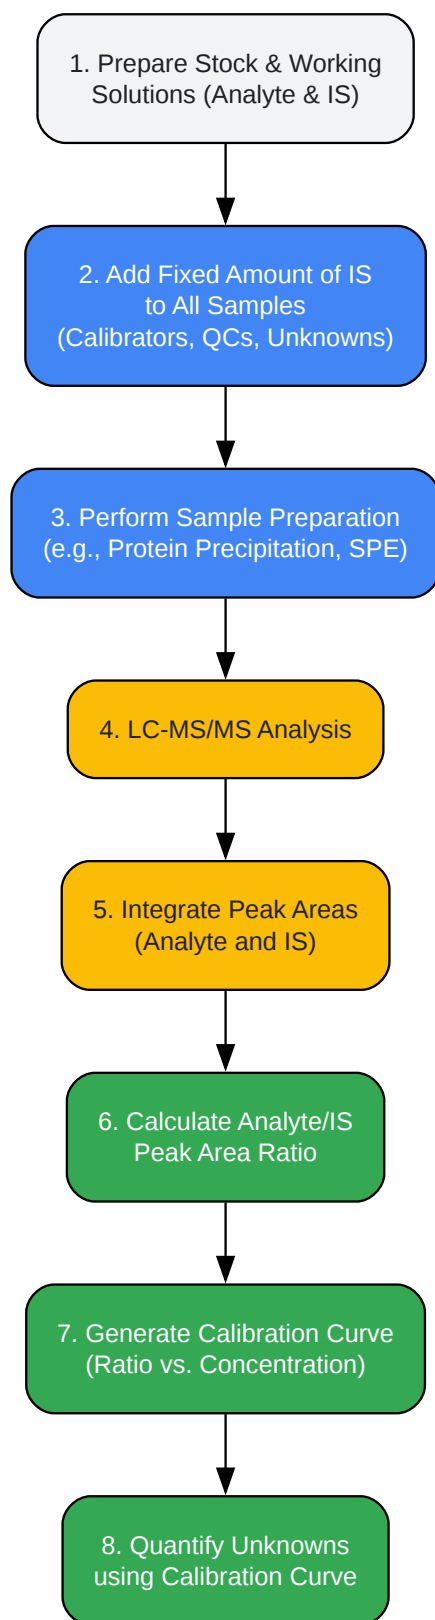 1. Prepare Stock & Working
Solutions (Analyte & IS)
2. Add Fixed Amount of IS
to All Samples
(Calibrators, QCs, Unknowns)
3. Perform Sample Preparation
(e.g., Protein Precipitation, SPE)
4. LC-MS/MS Analysis
5. Integrate Peak Areas
(Analyte and IS)
6. Calculate Analyte/IS
Peak Area Ratio
7. Generate Calibration Curve
(Ratio vs. Concentration)
8. Quantify Unknowns
using Calibration Curve